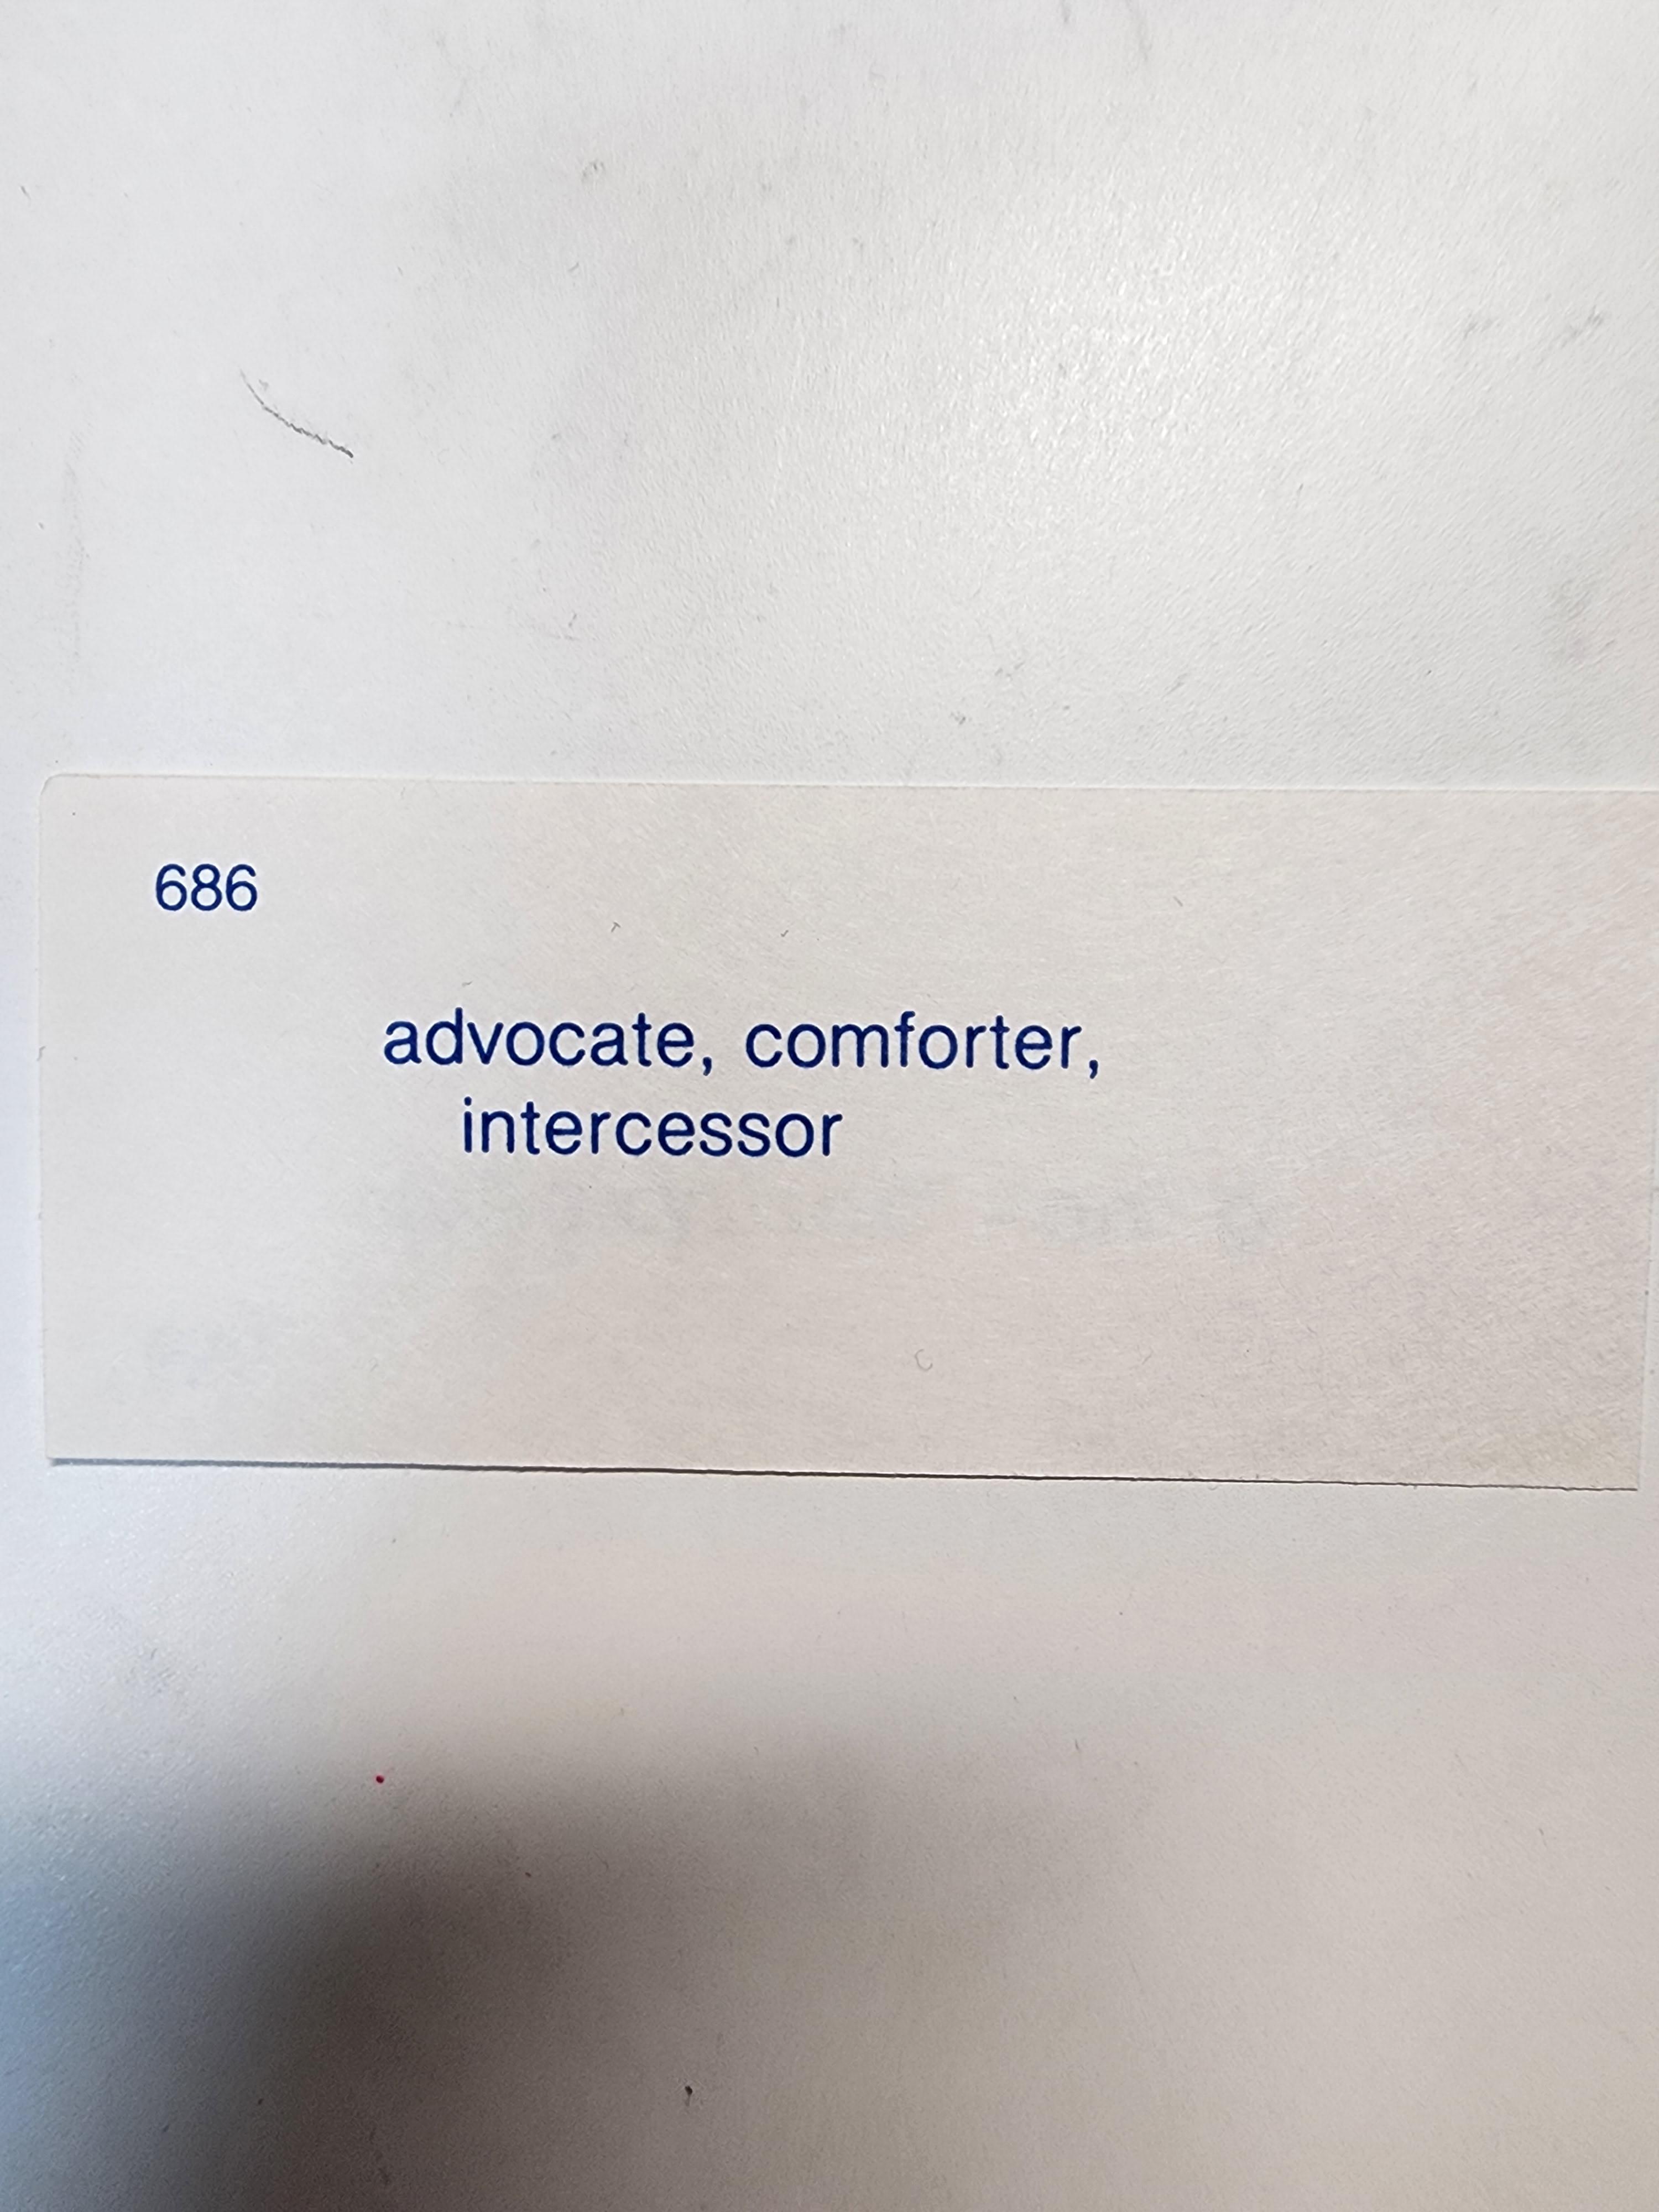 686
advocate, comforter,
intercessor